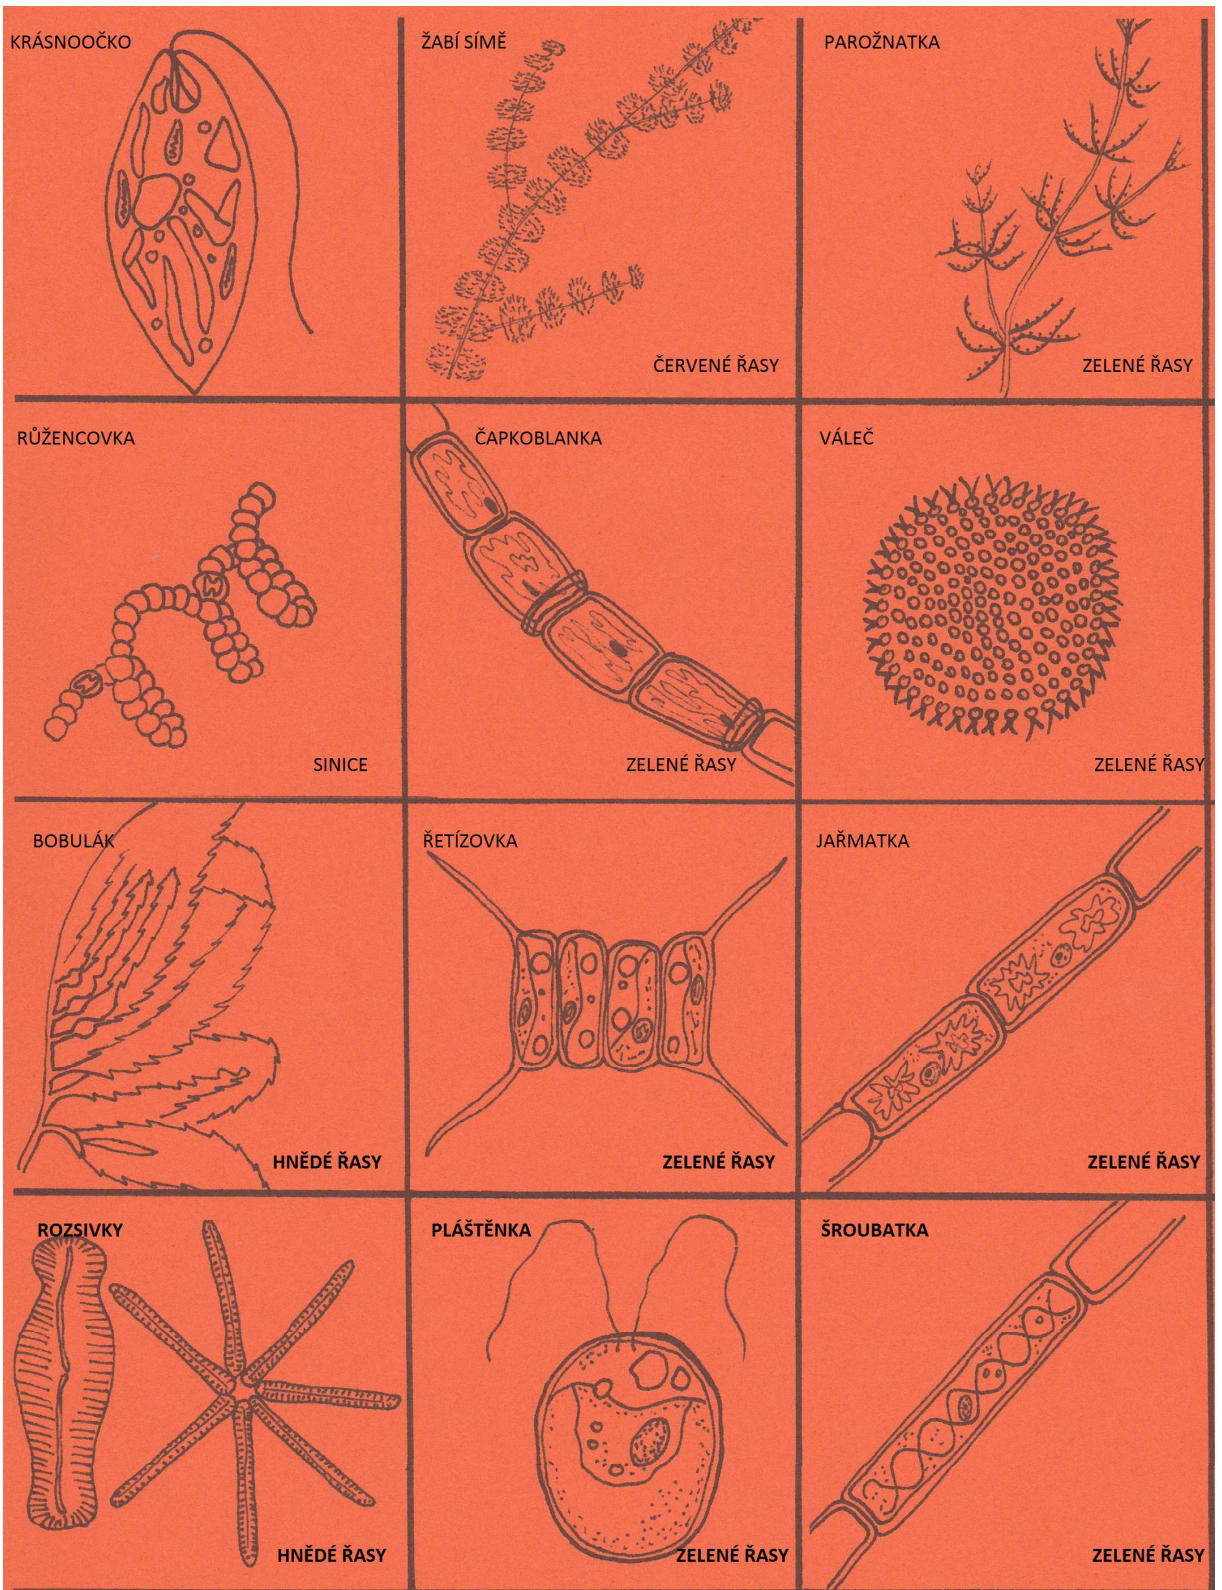 KRÁSNOOČKO
ŽABÍ SÍMĚ
ČERVENÉ ŘASY
PAROŽNATKA
ZELENÉ ŘASY
RŮŽENCOVKA
SINICE
ČAPKOBLANKA
ZELENÉ ŘASY
VÁLEČ
ZELENÉ ŘASY
BOBULÁK
HNĚDÉ ŘASY
ŘETÍZOVKA
ZELENÉ ŘASY
JAŘMATKA
ZELENÉ ŘASY
ROZSIVKY
HNĚDÉ ŘASY
PLÁŠTĚNKA
ZELENÉ ŘASY
ŠROUBATKA
ZELENÉ ŘASY